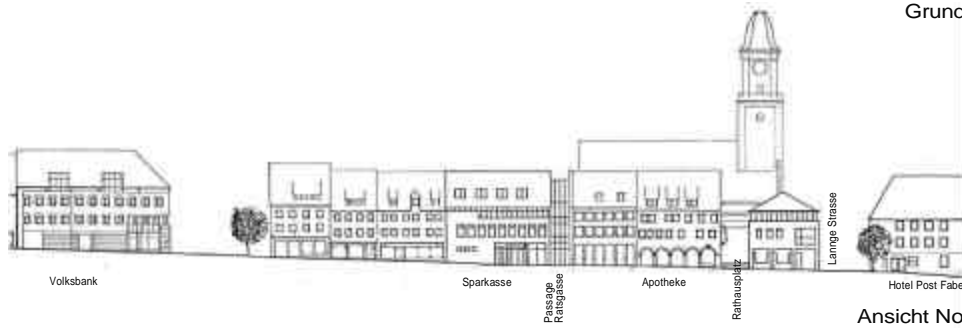 Grund
Volksbank
Sparkasse
Passage
Ratsgasse
Apotheke
Rathausplatz
Lannge Strasse
Hotel Post Fabe
Ansicht No